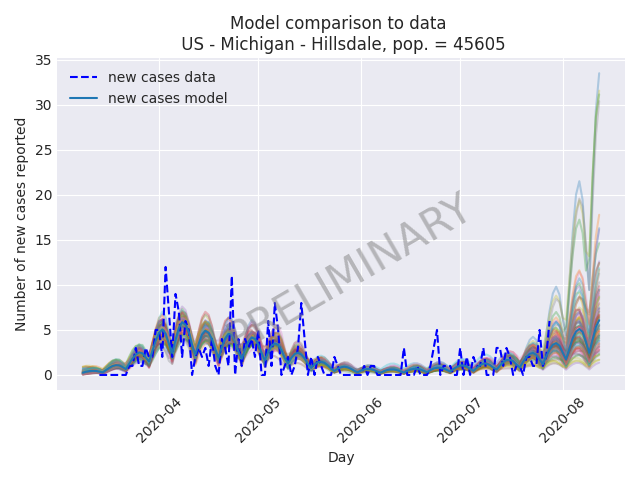 Model comparison to data
US - Michigan - Hillsdale, pop. = 45605
new cases data
new cases model
PRELIMINARY
Number of new cases reported
35
30
25
20
15
10
5
0
2020-04
2020-05
2020-06
2020-07
2020-08
Day